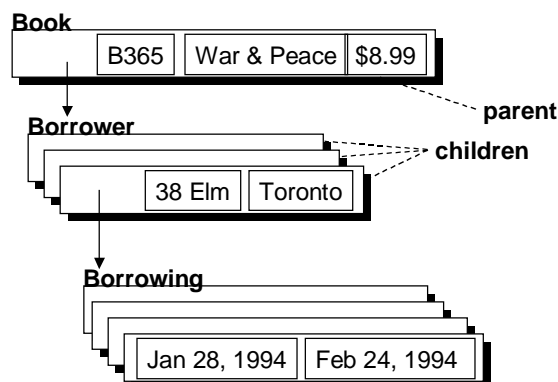 Book
B365 War & Peace $8.99
parent
Borrower
children
38 Elm Toronto
Borrowing
Jan 28, 1994 Feb 24, 1994